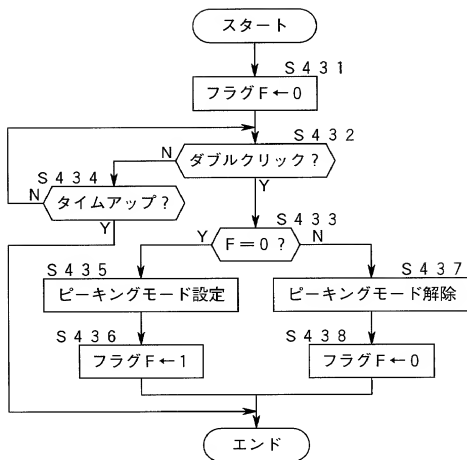 スタート
S431
フラグF←0
S432
ダブルクリック?
N
Y
S434
タイムアップ?
N
Y
S433
F=0?
Y
N
S435
ピーキングモード設定
S437
ピーキングモード解除
S436
フラグF←1
S438
フラグF←0
エンド